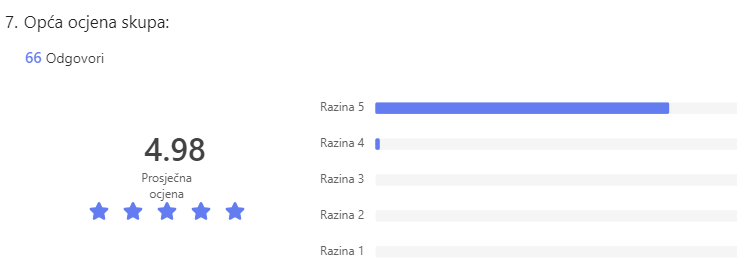 7. Opća ocjena skupa:
66 Odgovori
4.98
Prosječna
ocjena
Razina 5
Razina 4
Razina 3
Razina 2
Razina 1